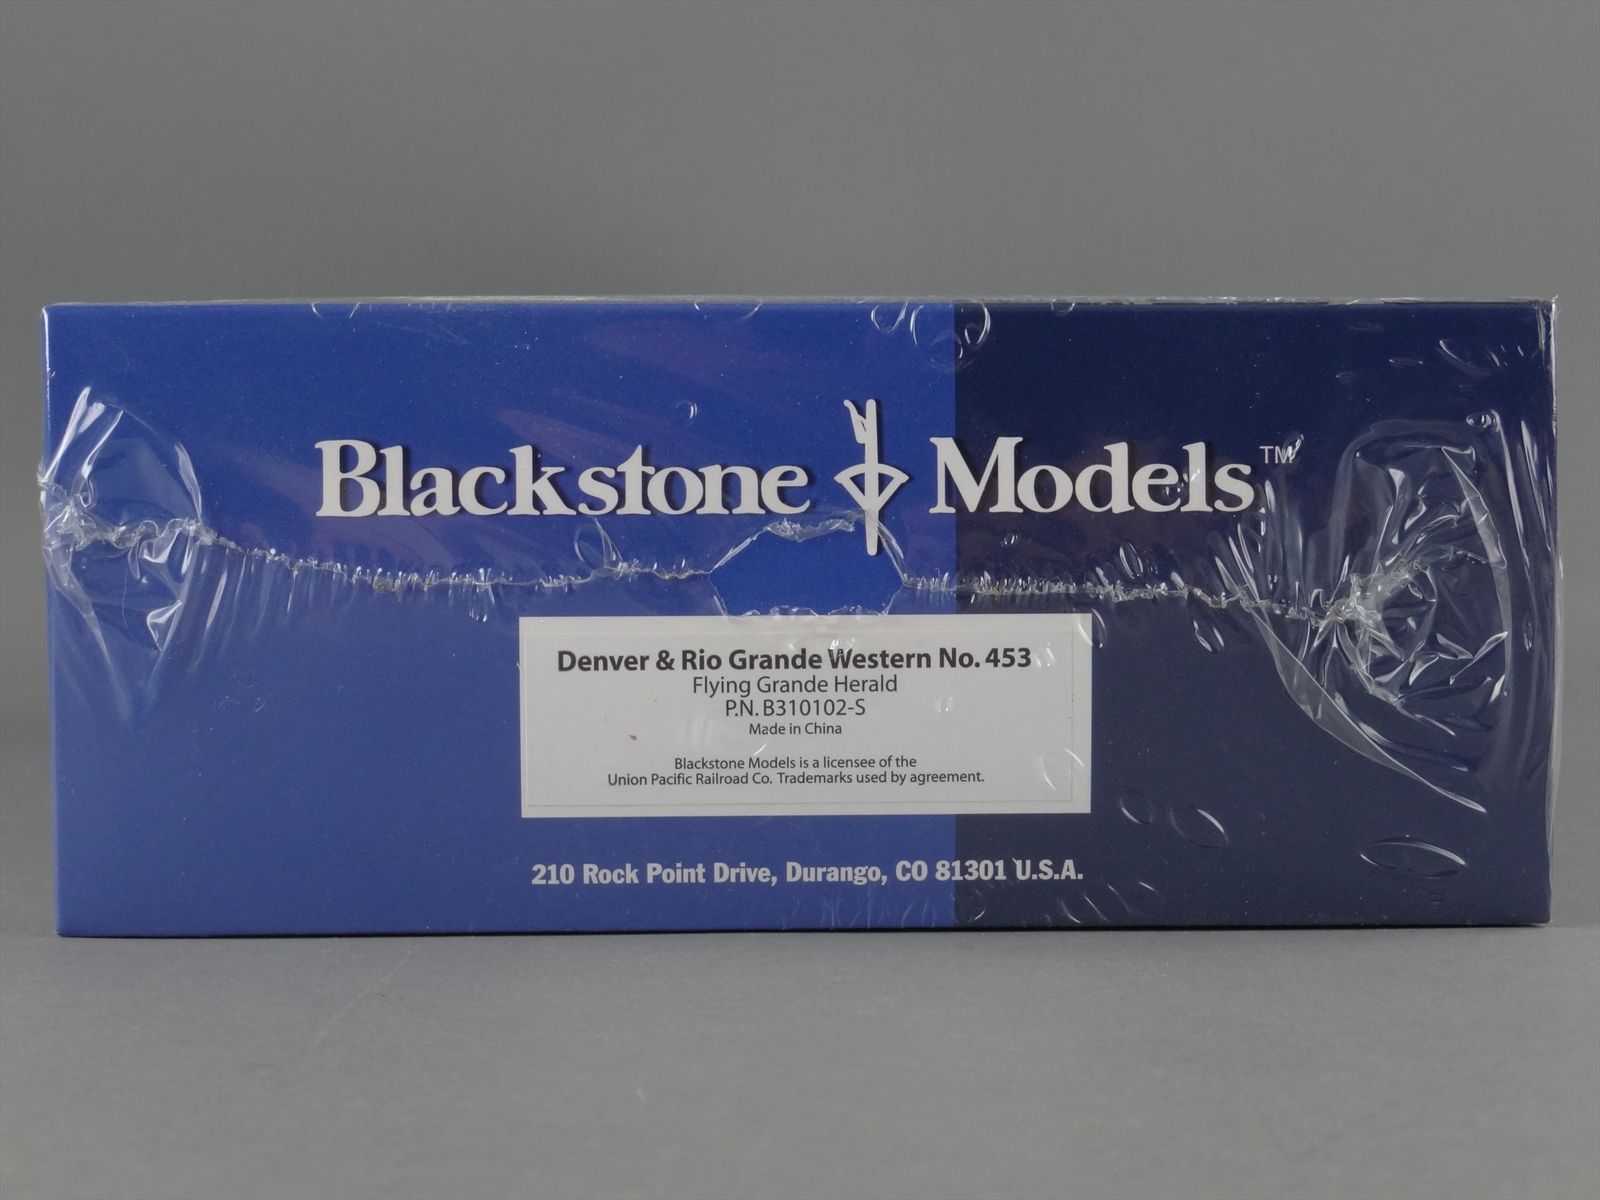 Blackstone Models™
Denver & Rio Grande Western No. 453
Flying Grande Herald
P.N. B310102-S
Made in China
Blackstone Models is a licensee of the
Union Pacific Railroad Co. Trademarks used by agreement.
210 Rock Point Drive, Durango, CO 81301 U.S.A.